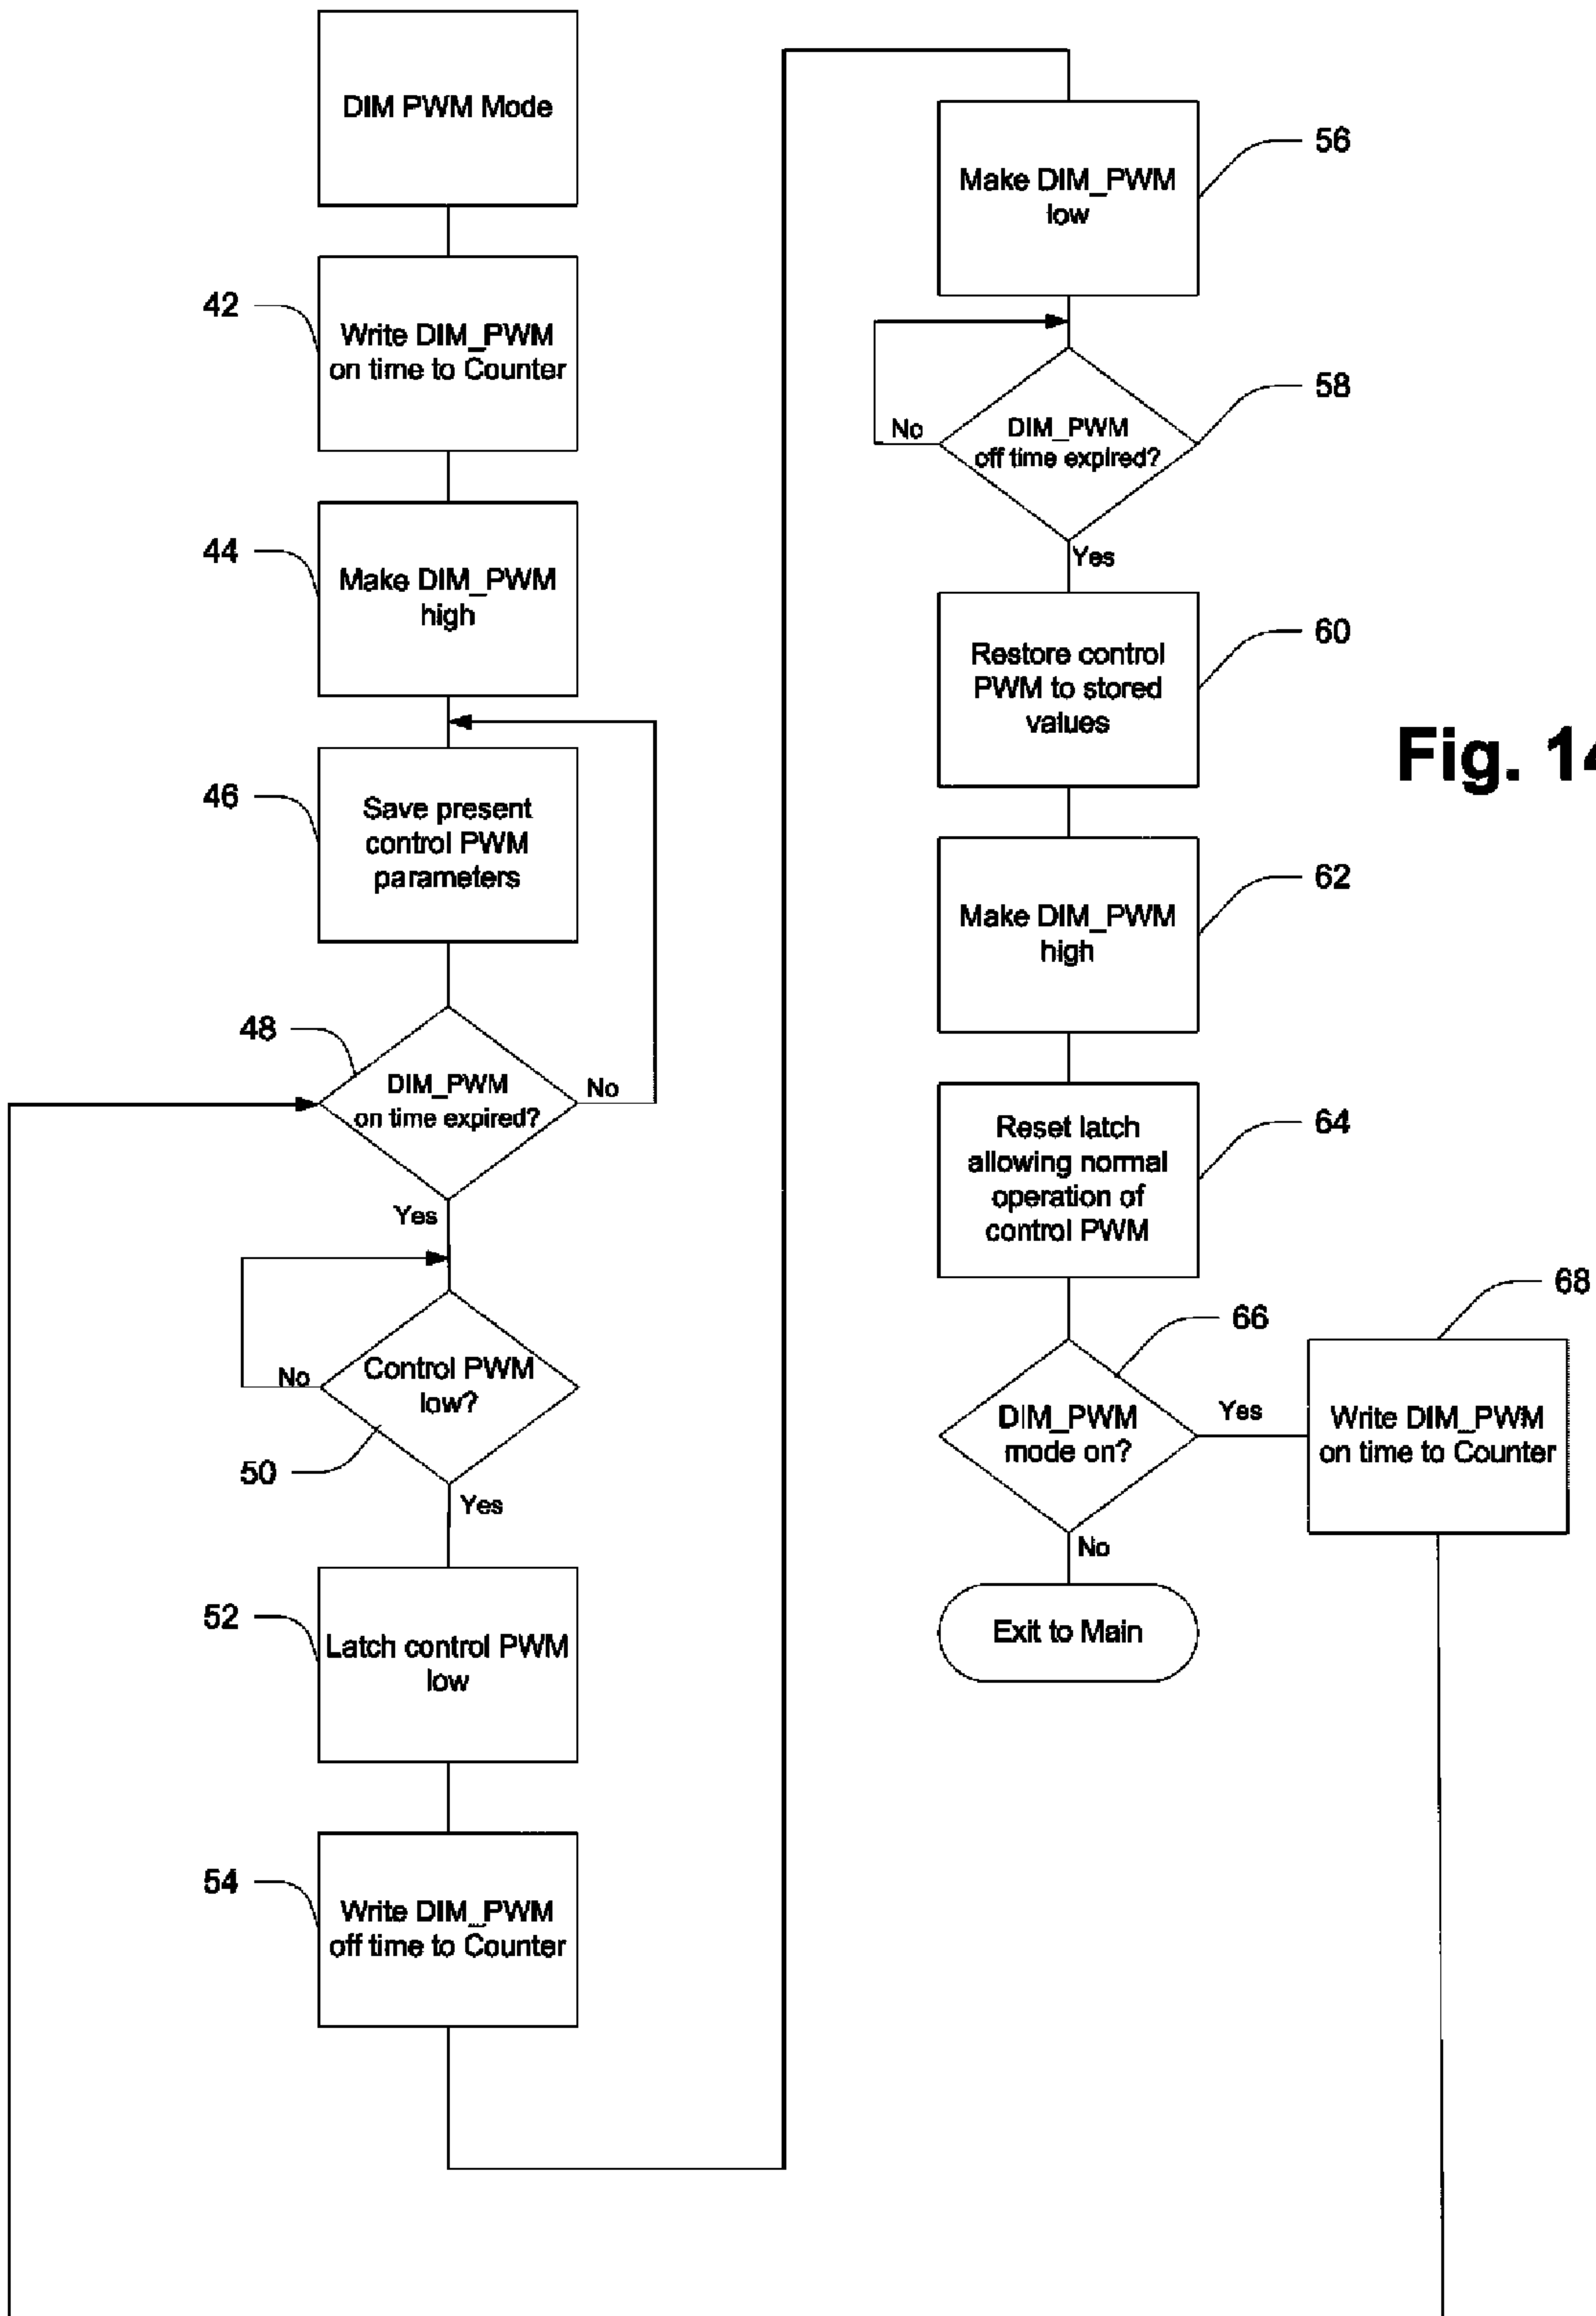 DIM PWM Mode
42
Write DIM_PWM
on time to Counter
44
Make DIM_PWM
high
46
Save present
control PWM
parameters
48
DIM_PWM
on time expired?
No
Yes
Control PWM
low?
No
50
Yes
52
Latch control PWM
low
54
Write DIM_PWM
off time to Counter
56
Make DIM_PWM
low
58
DIM_PWM
off time expired?
No
Yes
60
Restore control
PWM to stored
values
62
Make DIM_PWM
high
64
Reset latch
allowing normal
operation of
control PWM
66
DIM_PWM
mode on?
Yes
No
68
Write DIM_PWM
on time to Counter
Exit to Main
Fig. 14